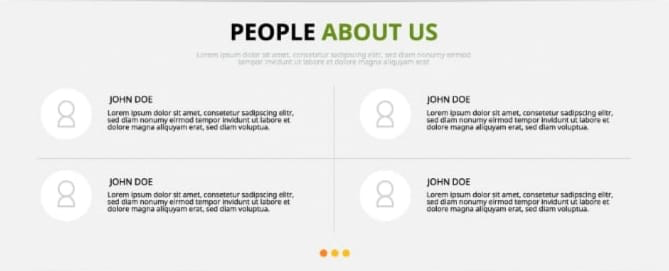 PEOPLE ABOUT US
Lorem ipsum dolor sit amet, consectetur sadipscing elitr, sed diam nonumy eirmod
tempor invidunt ut labore et dolore magna aliquyam erat
JOHN DOE
Lorem ipsum dolor sit amet, consetetur sadipscing elitr,
sed diam nonumy eirmod tempor invidunt ut labore et
dolore magna aliquyam erat, sed diam voluptua.
JOHN DOE
Lorem ipsum dolor sit amet, consetetur sadipscing elitr,
sed diam nonumy eirmod tempor invidunt ut labore et
dolore magna aliquyam erat, sed diam voluptua.
JOHN DOE
Lorem ipsum dolor sit amet, consetetur sadipscing elitr,
sed diam nonumy eirmod tempor invidunt ut labore et
dolore magna aliquyam erat, sed diam voluptua.
JOHN DOE
Lorem ipsum dolor sit amet, consetetur sadipscing elitr,
sed diam nonumy eirmod tempor invidunt ut labore et
dolore magna aliquyam erat, sed diam voluptua.